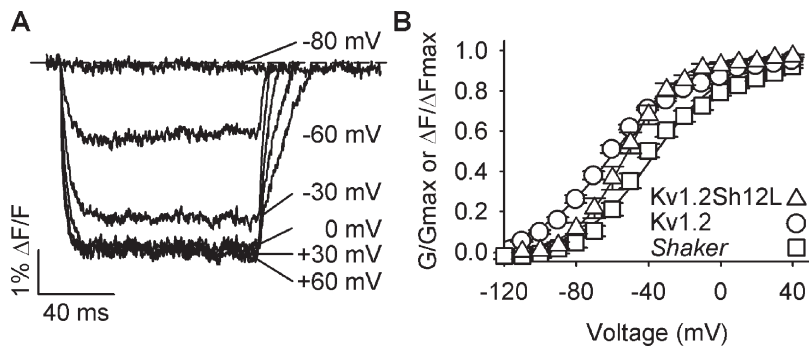 A
-80 mV
-60 mV
-30 mV
0 mV
+30 mV
+60 mV
1% ΔF/F
40 ms
B
G/Gmax or ΔF/ΔFmax
1.0
0.8
0.6
0.4
0.2
0.0
Kv1.2Sh12L
Kv1.2
Shaker
-120 -80 -40 0 40
Voltage (mV)